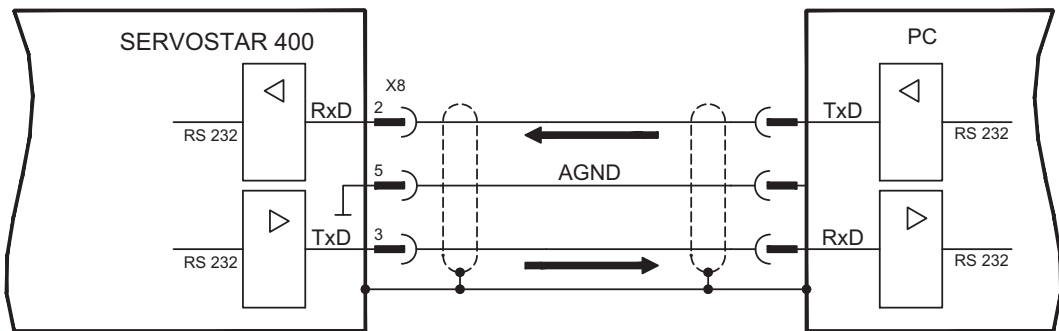 SERVOSTAR 400
PC
X8
RxD
2
TxD
RS 232
RS 232
5
AGND
TxD
3
RxD
RS 232
RS 232